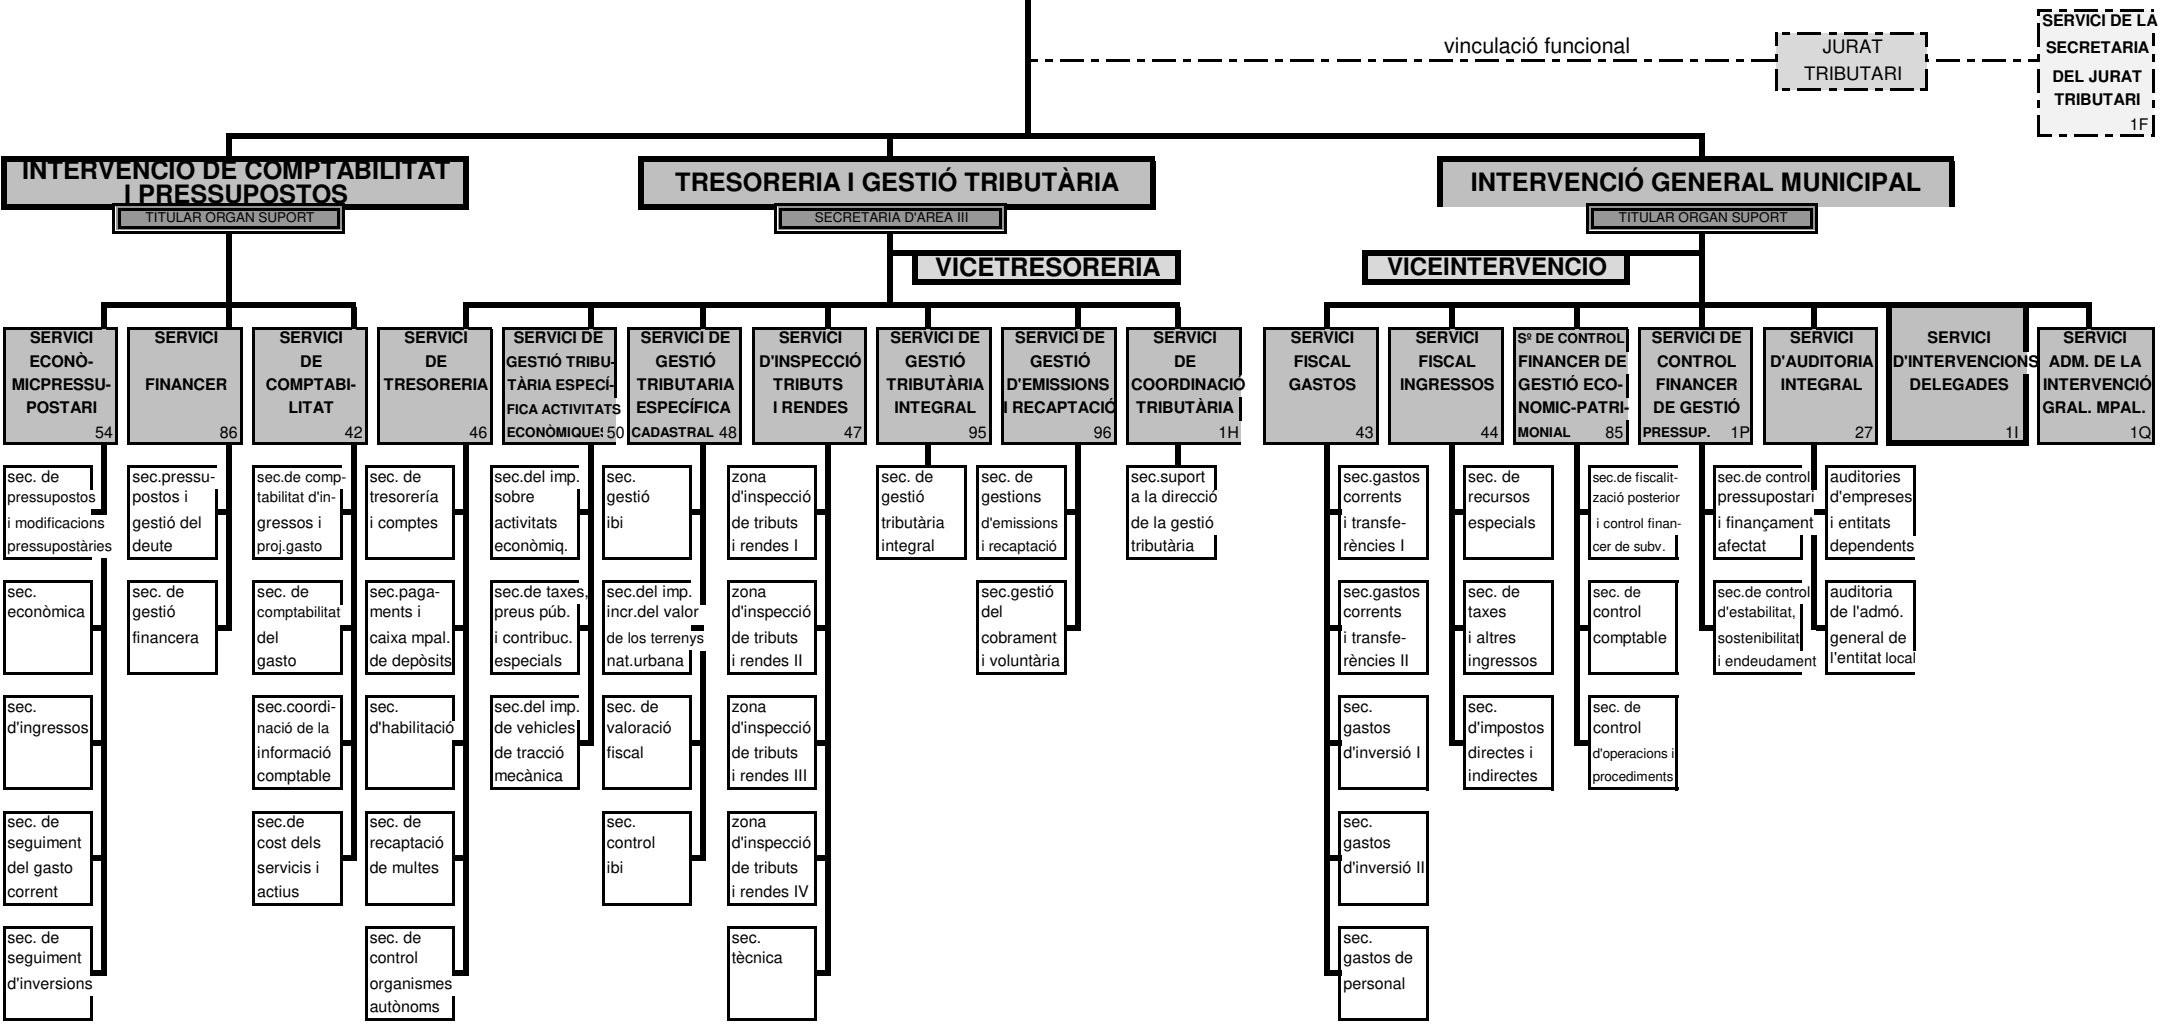 vinculació funcional
JURAT
TRIBUTARI
SERVICI DE LA
SECRETARIA
DEL JURAT
TRIBUTARI
1F
INTERVENCIO DE COMPTABILITAT
I PRESSUPOSTOS
TITULAR ORGAN SUPORT
TRESORERIA I GESTIÓ TRIBUTÀRIA
SECRETARIA D'AREA III
INTERVENCIÓ GENERAL MUNICIPAL
TITULAR ORGAN SUPORT
VICETRESORERIA
VICEINTERVENCIO
SERVICI
ECONÒ-
MICPRESSU-
POSTARI
54
SERVICI
FINANCER
86
SERVICI
DE
COMPTABI-
LITAT
42
SERVICI
DE
TRESORERIA
46
SERVICI DE
GESTIÓ TRIBU-
TÀRIA ESPECÍ-
FICA ACTIVITATS
ECONÒMIQUES 50
SERVICI DE
GESTIÓ
TRIBUTARIA
ESPECÍFICA
CADASTRAL 48
SERVICI
D'INSPECCIÓ
TRIBUTS
I RENDES
47
SERVICI DE
GESTIÓ
TRIBUTÀRIA
INTEGRAL
95
SERVICI DE
GESTIÓ
D'EMISSIONS
I RECAPTACIÓ
96
SERVICI
DE
COORDINACIÓ
TRIBUTÀRIA
1H
SERVICI
FISCAL
GASTOS
43
SERVICI
FISCAL
INGRESSOS
44
Sº DE CONTROL
FINANCER DE
GESTIÓ ECO-
NOMIC-PATRI-
MONIAL 85
SERVICI DE
CONTROL
FINANCER
DE GESTIÓ
PRESSUP. 1P
SERVICI
D'AUDITORIA
INTEGRAL
27
SERVICI
D'INTERVENCIONS
DELEGADES
1I
SERVICI
ADM. DE LA
INTERVENCIÓ
GRAL. MPAL.
1Q
sec. de
pressupostos
i modificacions
pressupostàries
sec.
econòmica
sec.
d'ingressos
sec. de
seguiment
del gasto
corrent
sec. de
seguiment
d'inversions
sec.pressu-
postos i
gestió del
deute
sec. de
gestió
financera
sec.de comp-
tabilitat d'in-
gressos i
proj.gasto
sec. de
comptabilitat
del
gasto
sec.coordi-
nació de la
informació
comptable
sec.de
cost dels
servicis i
actius
sec. de
tresorería
i comptes
sec.paga-
ments i
caixa mpal.
de depòsits
sec.
d'habilitació
sec. de
recaptació
de multes
sec. de
control
organismes
autònoms
sec.del imp.
sobre
activitats
econòmiq.
sec.de taxes,
preus púb.
i contribuc.
especials
sec.del imp.
de vehicles
de tracció
mecànica
sec.
gestió
ibi
sec.del imp.
incr.del valor
de los terrenys
nat.urbana
sec. de
valoració
fiscal
sec.
control
ibi
zona
d'inspecció
de tributs
i rendes I
zona
d'inspecció
de tributs
i rendes II
zona
d'inspecció
de tributs
i rendes III
zona
d'inspecció
de tributs
i rendes IV
sec.
tècnica
sec. de
gestió
tributària
integral
sec. de
gestions
d'emissions
i recaptació
sec.gestió
del
cobrament
i voluntària
sec.suport
a la direcció
de la gestió
tributària
sec.gastos
corrents
i transfe-
rències I
sec.gastos
corrents
i transfe-
rències II
sec.
gastos
d'inversió I
sec.
gastos
d'inversió II
sec.
gastos de
personal
sec. de
recursos
especials
sec. de
taxes
i altres
ingressos
sec.
d'impostos
directes i
indirectes
sec.de fiscalit-
zació posterior
i control finan-
cer de subv.
sec. de
control
comptable
sec. de
control
d'operacions i
procediments
sec.de control
pressupostari
i finançament
afectat
sec.de control
d'estabilitat,
sostenibilitat
i endeudament
auditories
d'empreses
i entitats
dependents
auditoria
de l'admó.
general de
l'entitat local